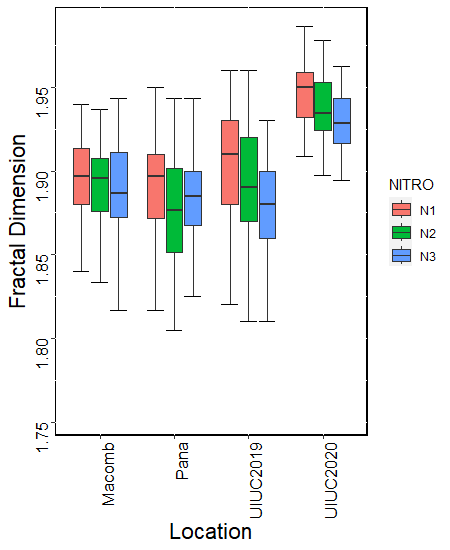 Fractal Dimension
1.95
1.90
1.85
1.80
1.75
Macomb
Pana
UIUC2019
UIUC2020
Location
NITRO
N1
N2
N3